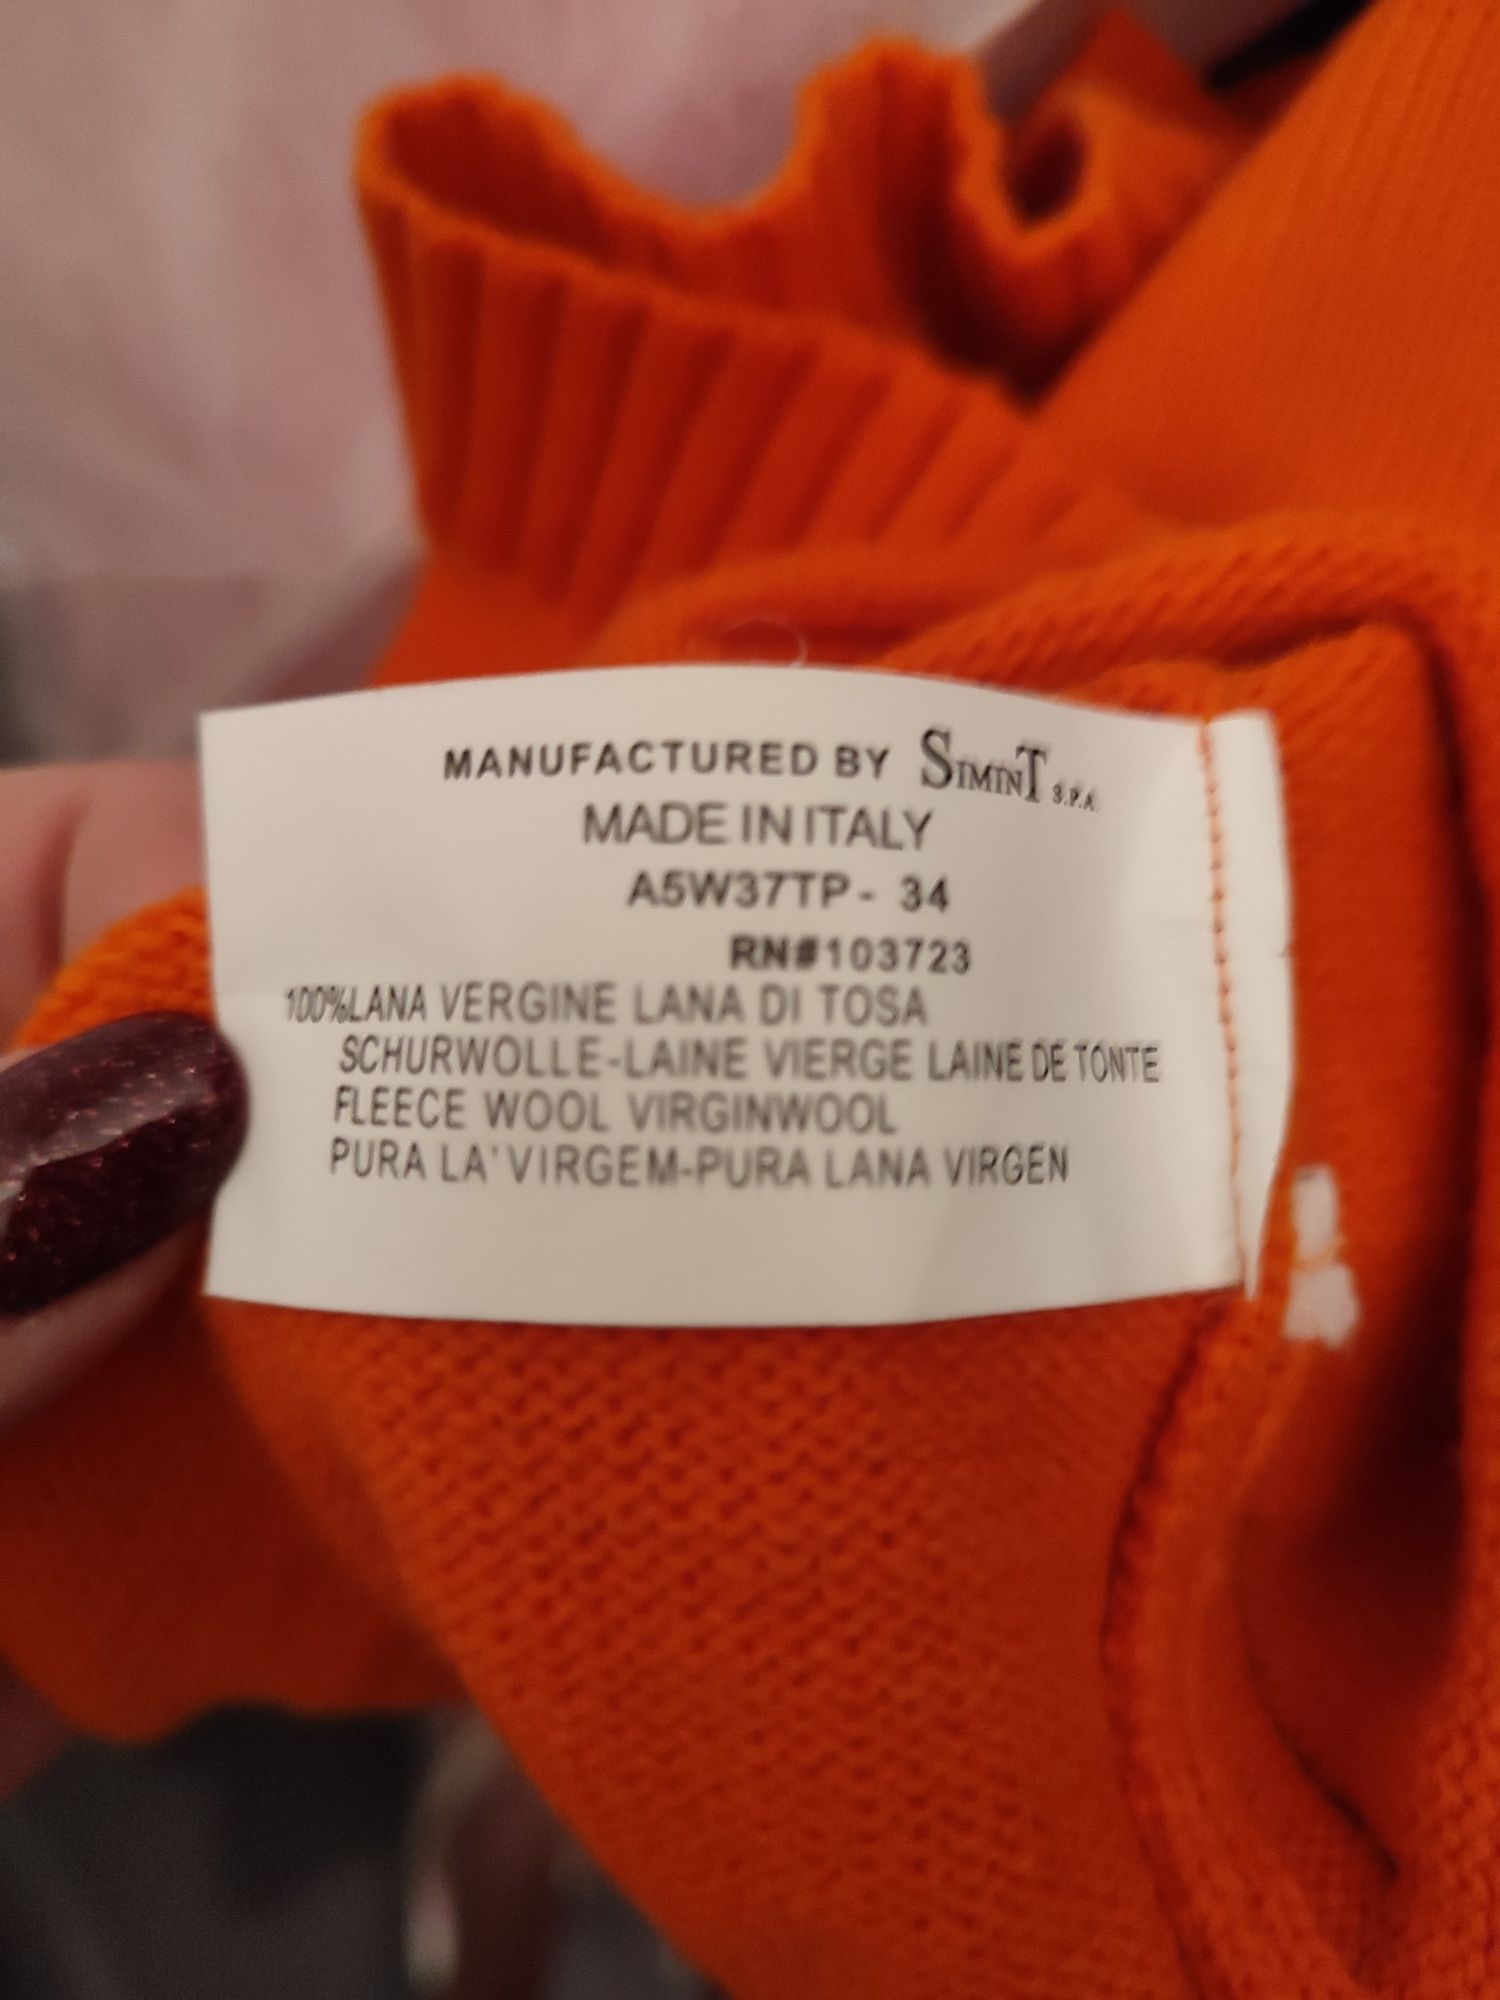 MANUFACTURED BY SIMINT S.P.A.
MADE IN ITALY
A5W37TP - 34
RN#103723
100%LANA VERGINE LANA DI TOSA
SCHURWOLLE-LAINE VIERGE LAINE DE TONTE
FLEECE WOOL VIRGINWOOL
PURA LA'VIRGEM-PURA LANA VIRGEN